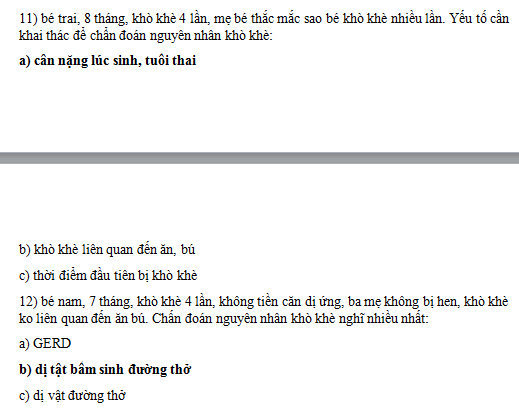 11) bé trai, 8 tháng, khò khè 4 lần, mẹ bé thắc mắc sao bé khò khè nhiều lần. Yếu tố cần
khai thác để chẩn đoán nguyên nhân khò khè:
a) cân nặng lúc sinh, tuổi thai
b) khò khè liên quan đến ăn, bú
c) thời điểm đầu tiên bị khò khè
12) bé nam, 7 tháng, khò khè 4 lần, không tiền căn dị ứng, ba mẹ không bị hen, khò khè
ko liên quan đến ăn bú. Chẩn đoán nguyên nhân khò khè nghĩ nhiều nhất:
a) GERD
b) dị tật bẩm sinh đường thở
c) dị vật đường thở